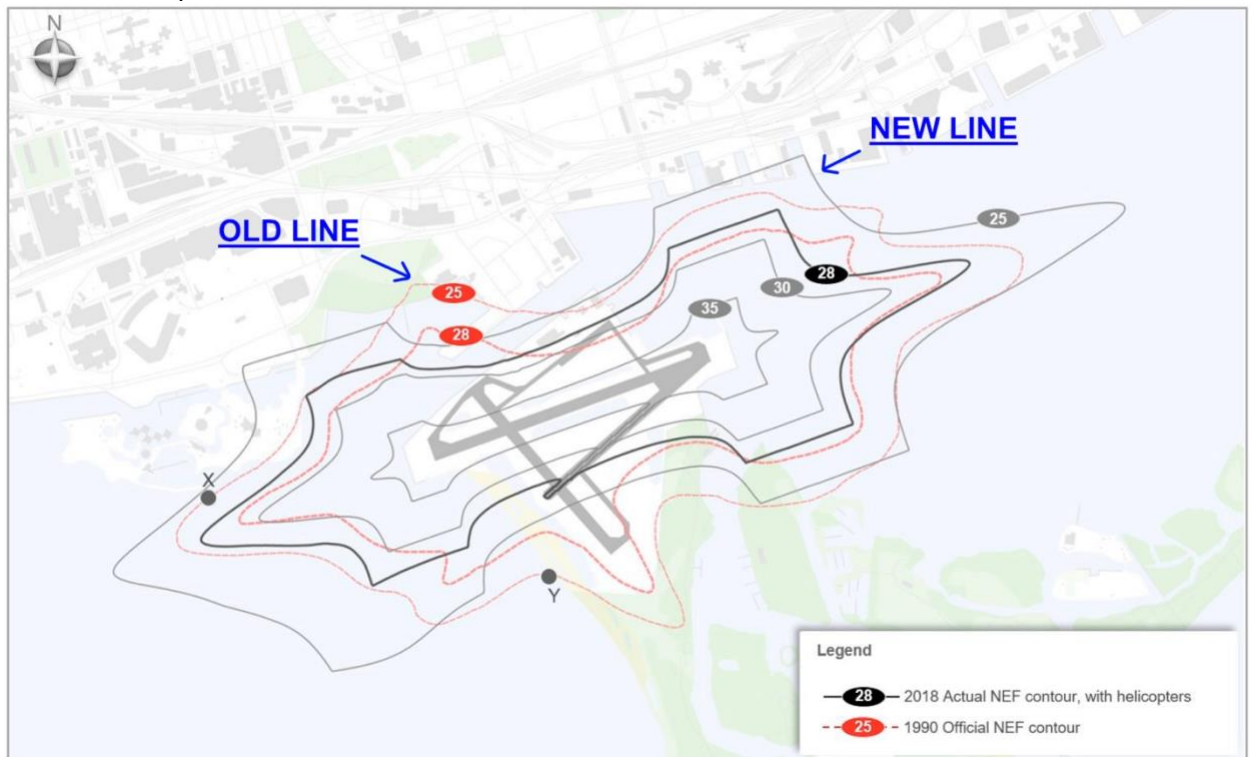 N
NEW LINE
OLD LINE
25
25
28
30
35
28
X
Y
Legend
28 2018 Actual NEF contour, with helicopters
25 1990 Official NEF contour